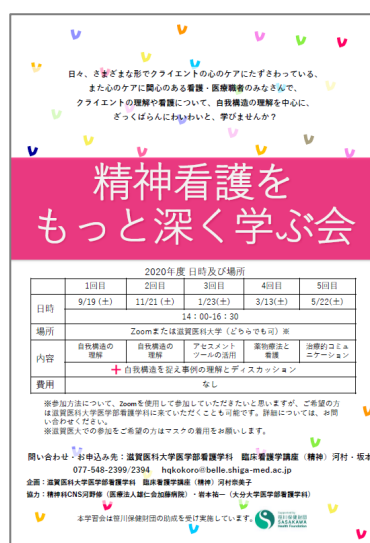 日々、さまざまな形でクライエントの心のケアにたずさわっている、
また心のケアに関心のある看護・医療職者のみなさんで、
クライエントの理解や看護について、自我構造の理解を中心に、
ざっくばらんにわいわいと、学びませんか？
精神看護を
もっと深く学ぶ会
2020年度 日時及び場所
1回目 2回目 3回目 4回目 5回目
日時 9/19（土） 11/21（土） 1/23(土) 3/13(土) 5/22(土)
14：00-16：30
場所 Zoomまたは滋賀医科大学（どちらでも可）※
内容 自我構造の理解 自我構造の理解 アセスメントツールの活用 薬物療法と看護 治療的コミュニケーション
＋自我構造を捉え事例の理解とディスカッション
費用 なし
※参加方法について、Zoomを使用して参加していただきたいと思いますが、ご希望の方
は滋賀医科大学医学部看護学科に来ていただくことも可能です。詳細については、お問
い合わせください。
※滋賀医大での参加をご希望の方はマスクの着用をお願いします。
問い合わせ・お申込み先：滋賀医科大学医学部看護学科 臨床看護学講座（精神）河村・坂本
077-548-2399/2394 hqkokoro@belle.shiga-med.ac.jp
企画：滋賀医科大学医学部看護学科 臨床看護学講座（精神）河村奈美子
協力：精神科CNS河野修（医療法人雄仁会加藤病院）・岩本祐一（大分大学医学部看護学科）
本学習会は笹川保健財団の助成を受け実施しています。
笹川保健財団
SASAKAWA